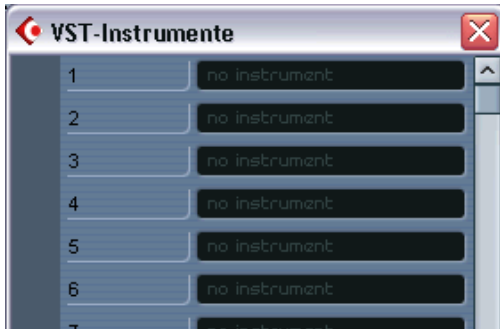 VST-Instrumente
1 no instrument
2 no instrument
3 no instrument
4 no instrument
5 no instrument
6 no instrument